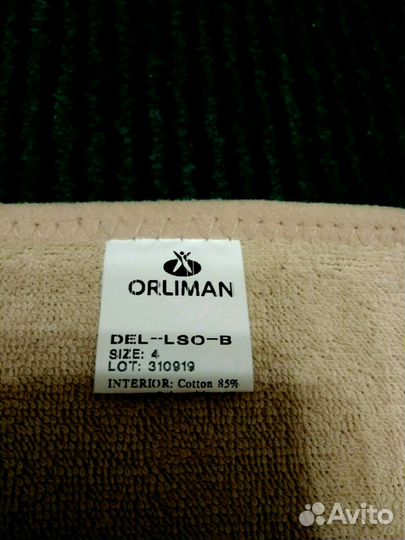 ORLIMAN
DEL-LSO-B
SIZE: 4
LOT: 310919
INTERIOR: Cotton 85%
Avito